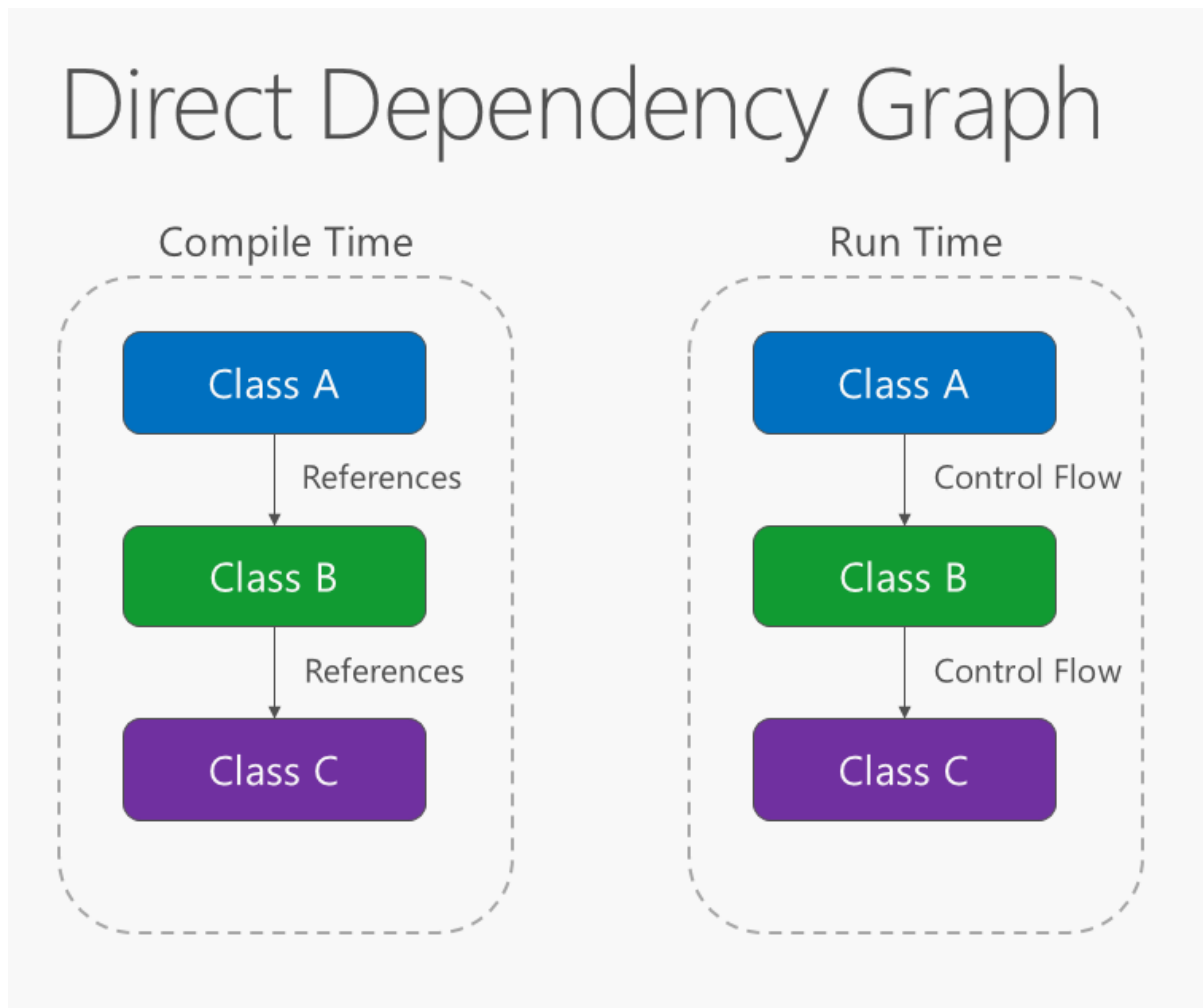 Direct Dependency Graph
Compile Time
Class A
References
Class B
References
Class C
Run Time
Class A
Control Flow
Class B
Control Flow
Class C